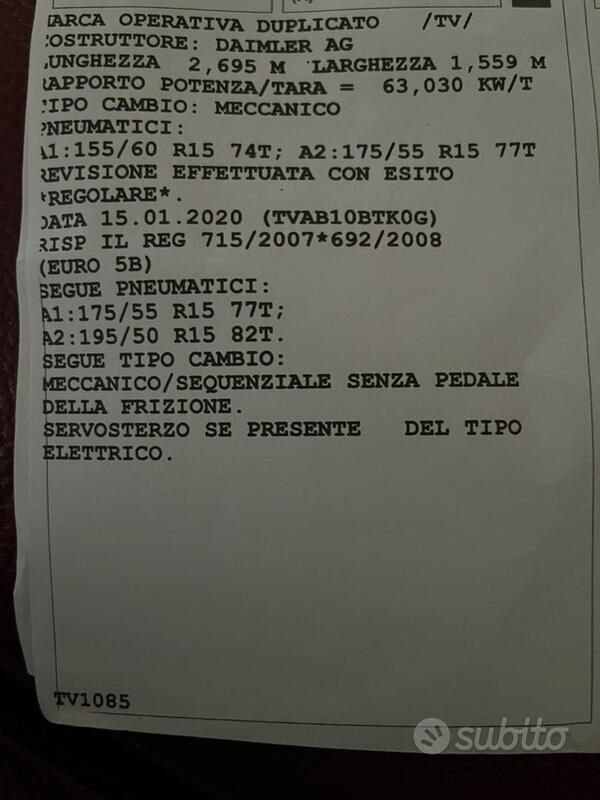 MARCA OPERATIVA DUPLICATO /TV/
COSTRUTTORE: DAIMLER AG
LUNGHEZZA 2,695 M LARGHEZZA 1,559 M
RAPPORTO POTENZA/TARA = 63,030 KW/T
TIPO CAMBIO: MECCANICO
PNEUMATICI:
A1:155/60 R15 74T; A2:175/55 R15 77T
REVISIONE EFFETTUATA CON ESITO
*REGOLARE*.
DATA 15.01.2020 (TVAB10BTK0G)
RISP IL REG 715/2007*692/2008
(EURO 5B)
SEGUE PNEUMATICI:
A1:175/55 R15 77T;
A2:195/50 R15 82T.
SEGUE TIPO CAMBIO:
MECCANICO/SEQUENZIALE SENZA PEDALE
DELLA FRIZIONE.
SERVOSTERZO SE PRESENTE DEL TIPO
ELETTRICO.
TV1085
subito